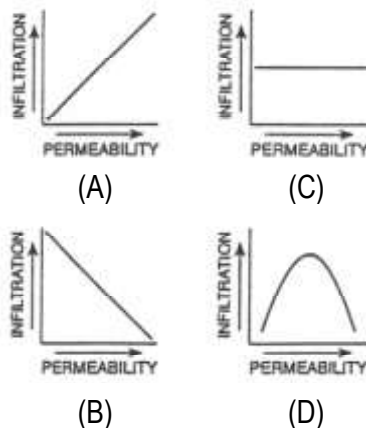 INFILTRATION
PERMEABILITY
(A)
INFILTRATION
PERMEABILITY
(C)
INFILTRATION
PERMEABILITY
(B)
INFILTRATION
PERMEABILITY
(D)